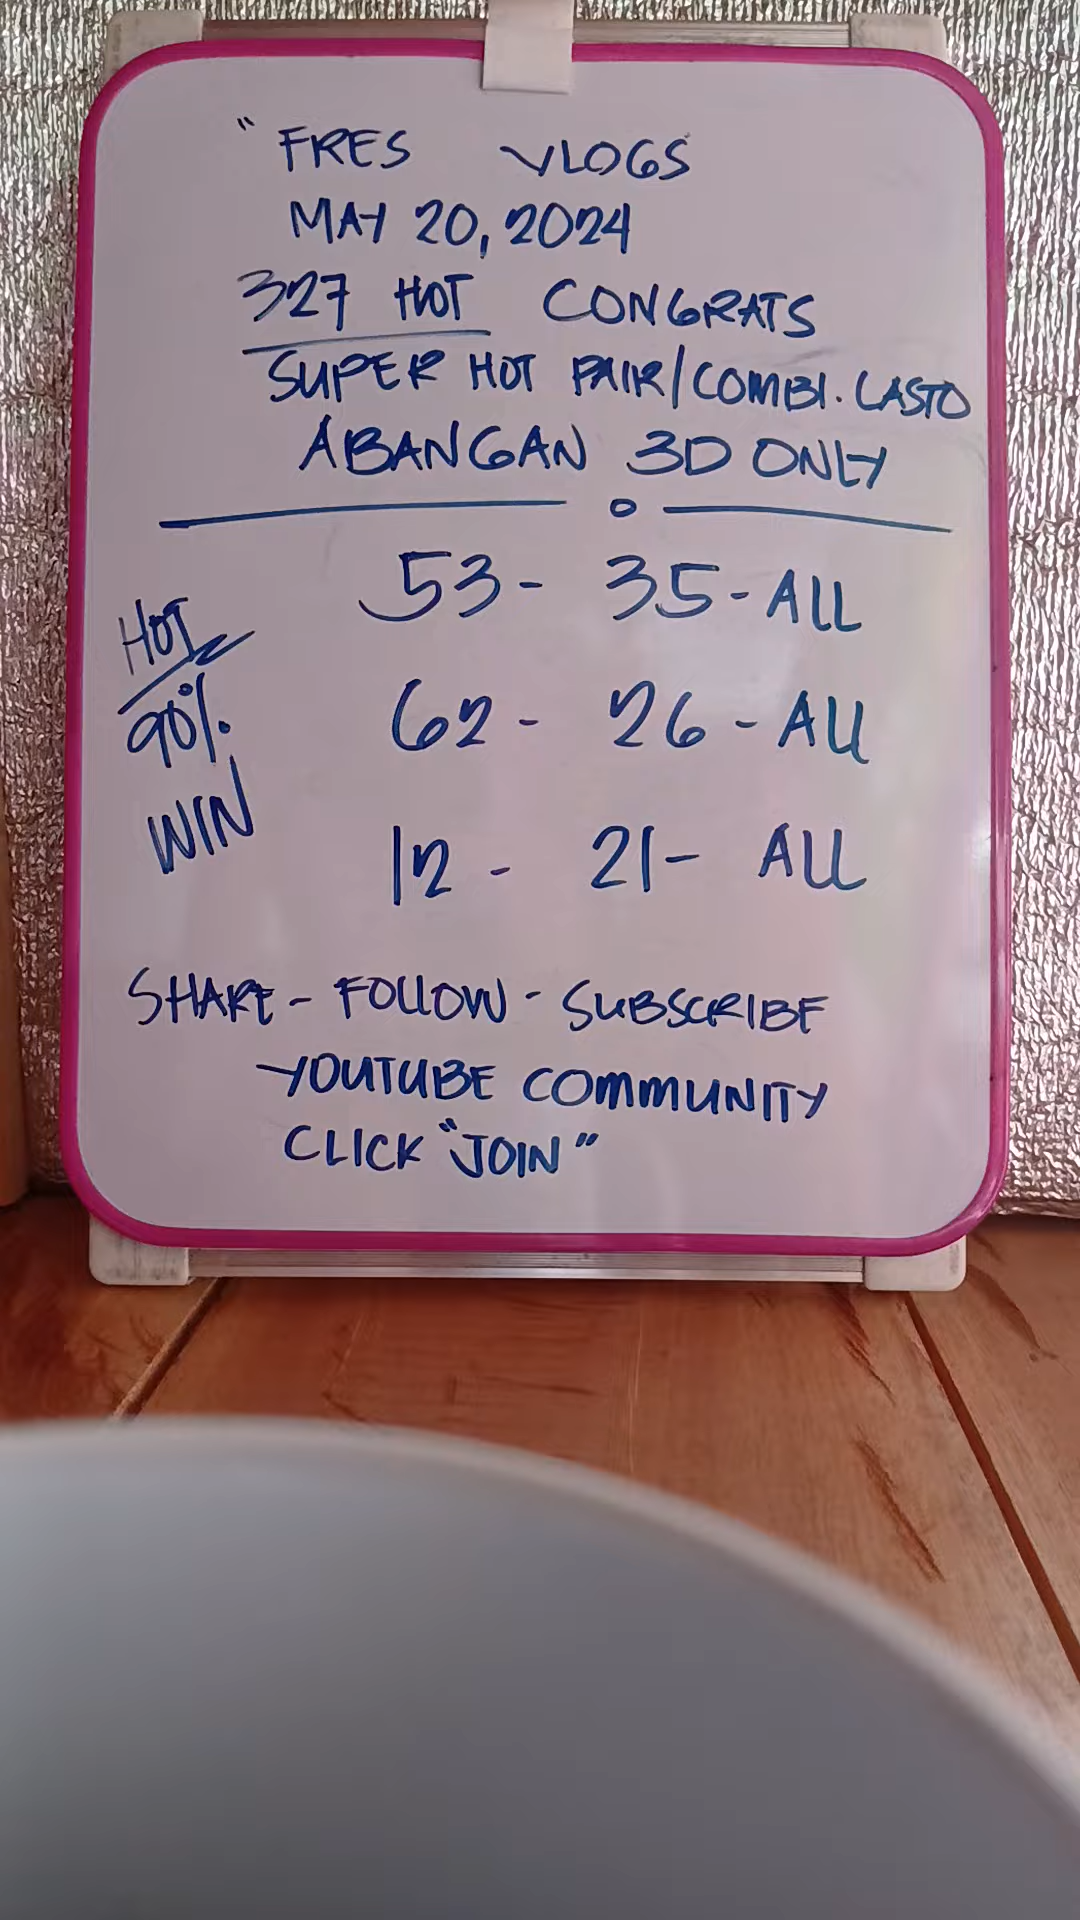 " FRES VLOGS
MAY 20, 2024
327 HOT CONGRATS
SUPER HOT PAIR/COMBI. LASTO
ABANGAN 3D ONLY
53 - 35 - ALL
HOT
90%
WIN
62 - 26 - ALL
12 - 21 - ALL
SHARE - FOLLOW - SUBSCRIBE
YOUTUBE COMMUNITY
CLICK "JOIN"